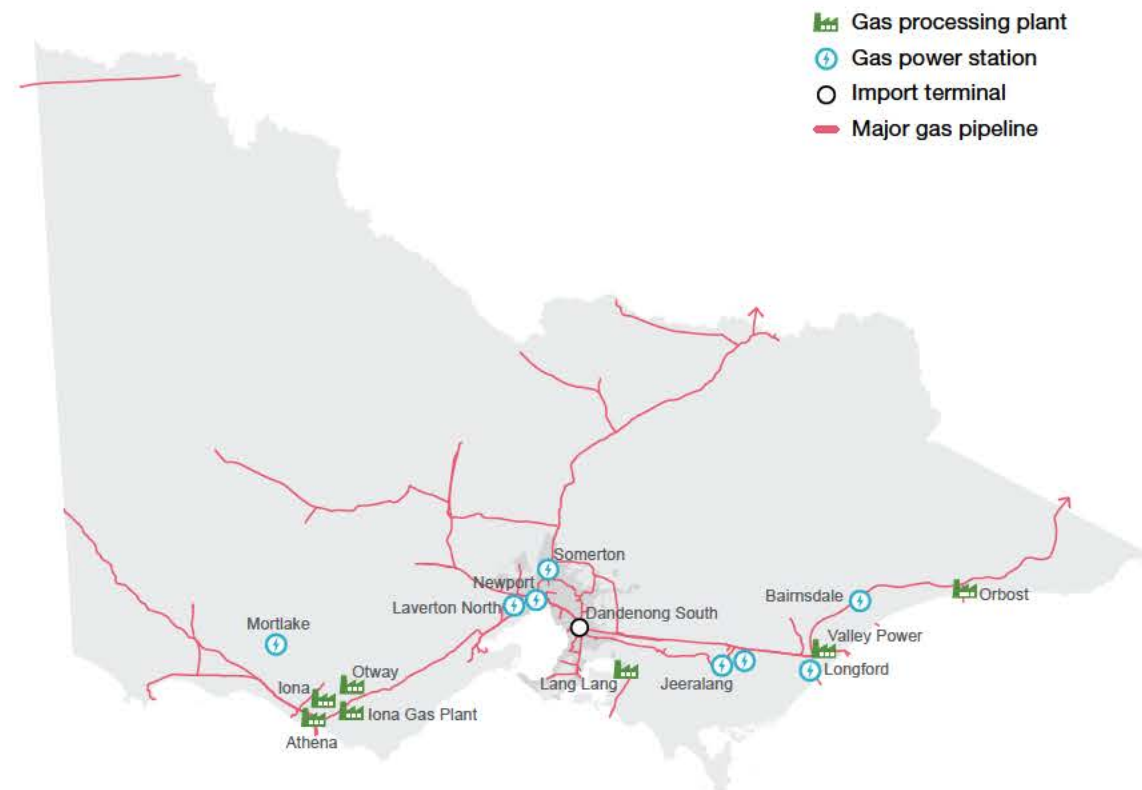 Gas processing plant
Gas power station
Import terminal
Major gas pipeline
Somerton
Newport
Laverton North
Dandenong South
Bairnsdale
Orbost
Mortlake
Valley Power
Otway
Lang Lang
Jeeralang
Longford
Iona
Iona Gas Plant
Athena